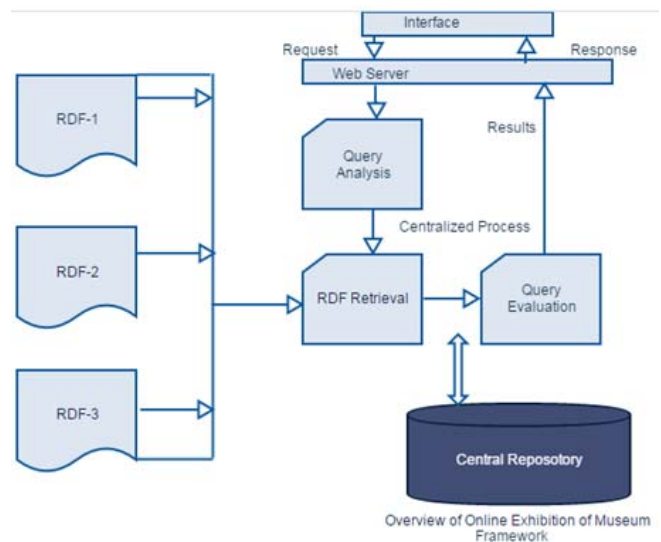 Interface
Request
Response
Web Server
RDF-1
Results
Query
Analysis
Centralized Process
RDF-2
RDF Retrieval
Query
Evaluation
RDF-3
Central Reposotory
Overview of Online Exhibition of Museum
Framework